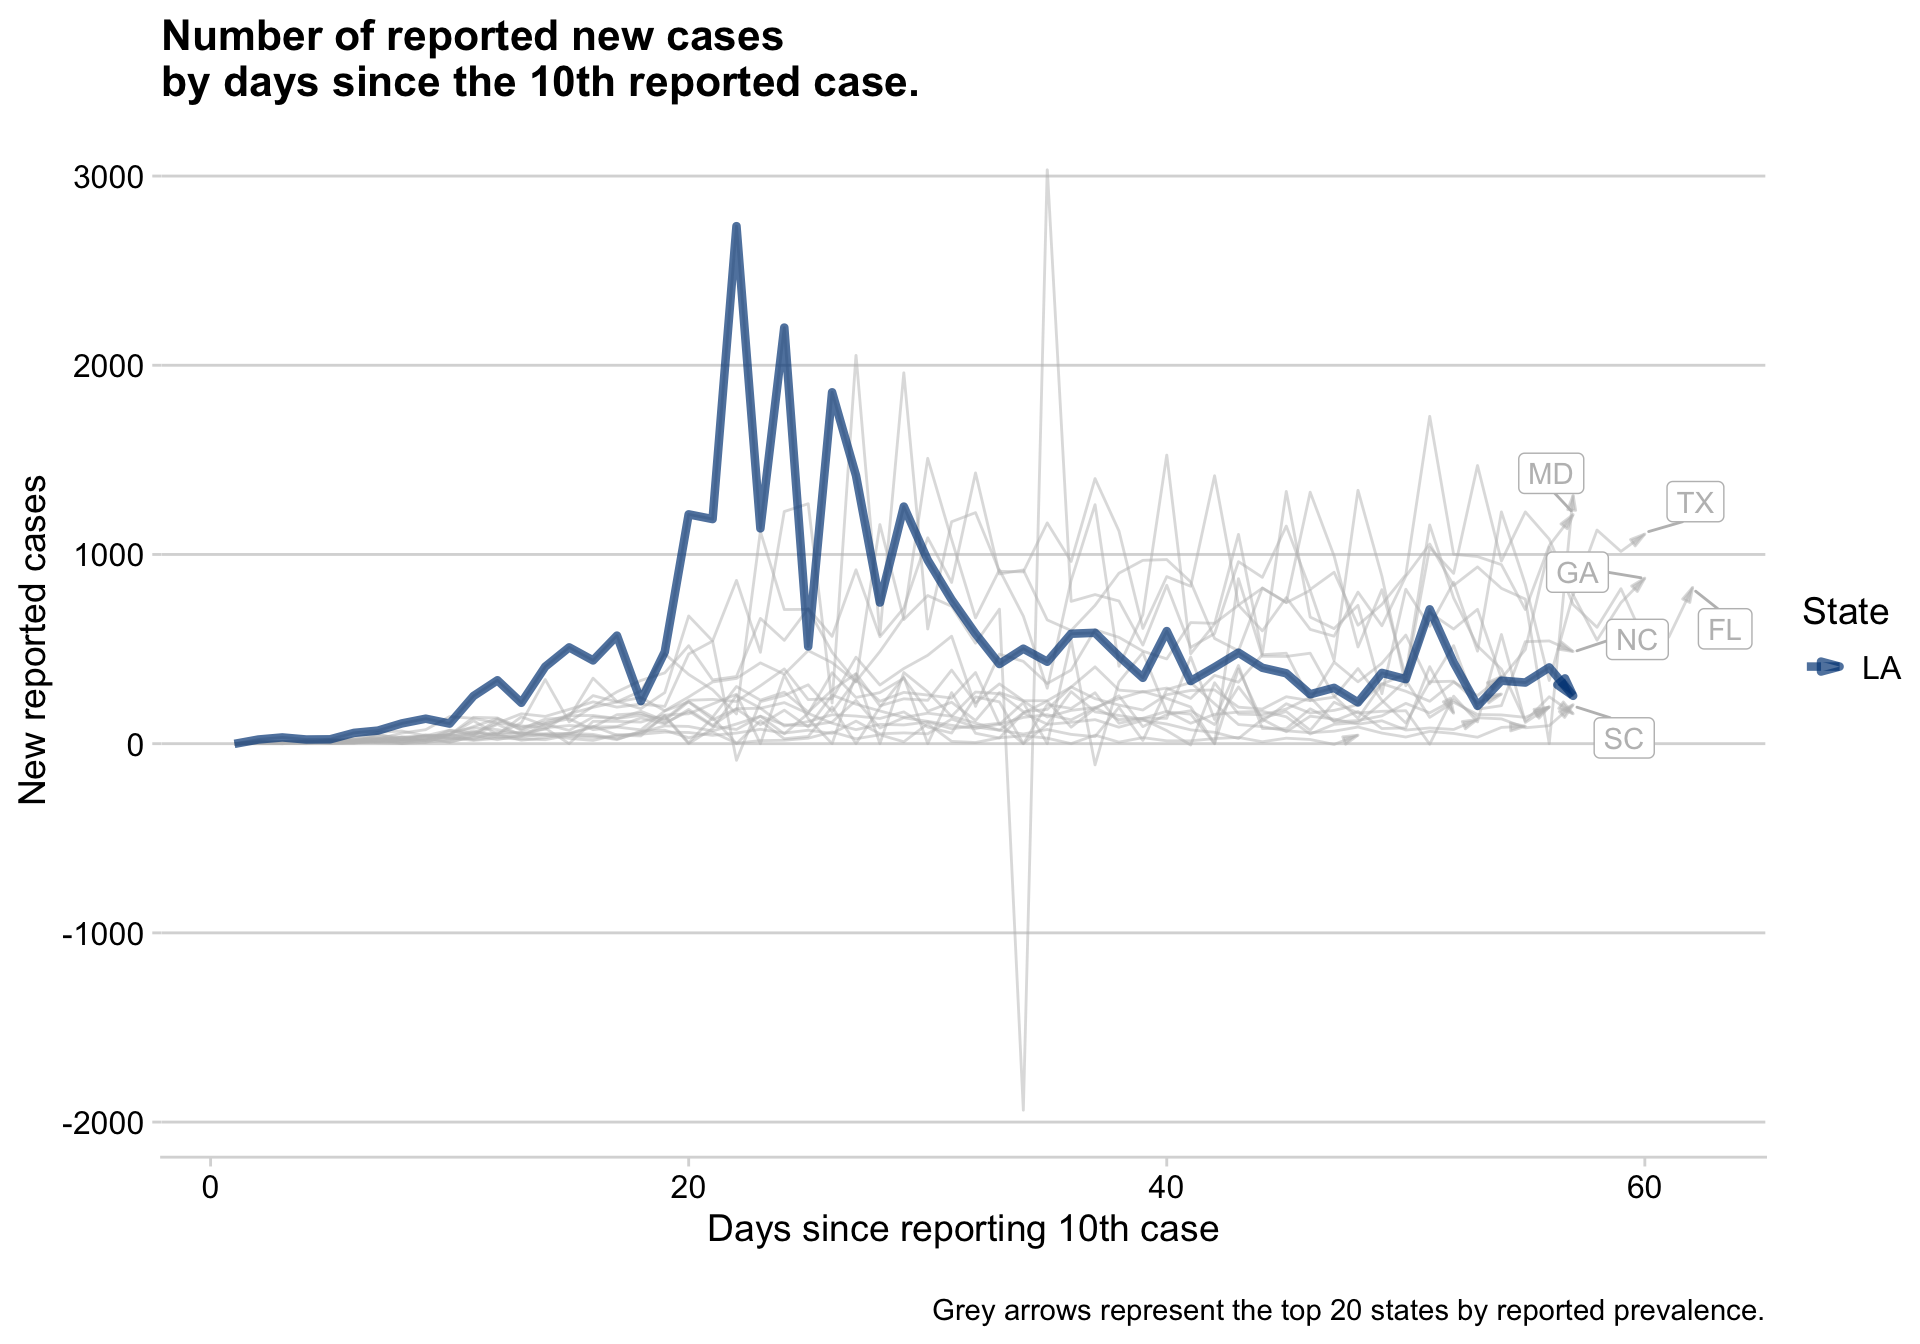 Number of reported new cases
by days since the 10th reported case.
3000
2000
1000
0
-1000
-2000
New reported cases
MD
TX
GA
FL
NC
SC
State
LA
0
20
40
60
Days since reporting 10th case
Grey arrows represent the top 20 states by reported prevalence.